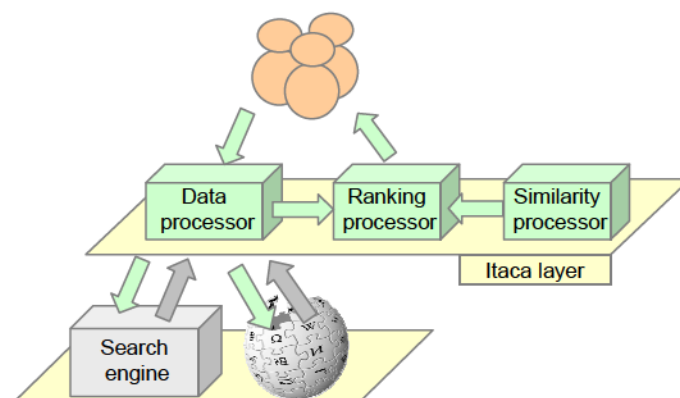 Data
processor
Ranking
processor
Similarity
processor
Itaca layer
Search
engine
Ω
W
И